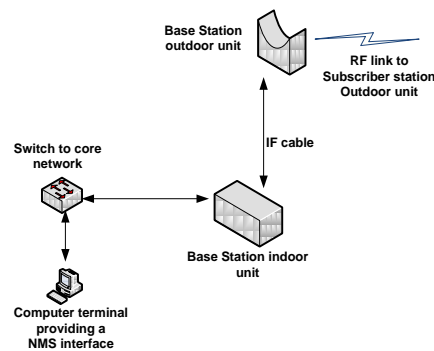 Base Station
outdoor unit
RF link to
Subscriber station
Outdoor unit
IF cable
Switch to core
network
Base Station indoor
unit
Computer terminal
providing a
NMS interface